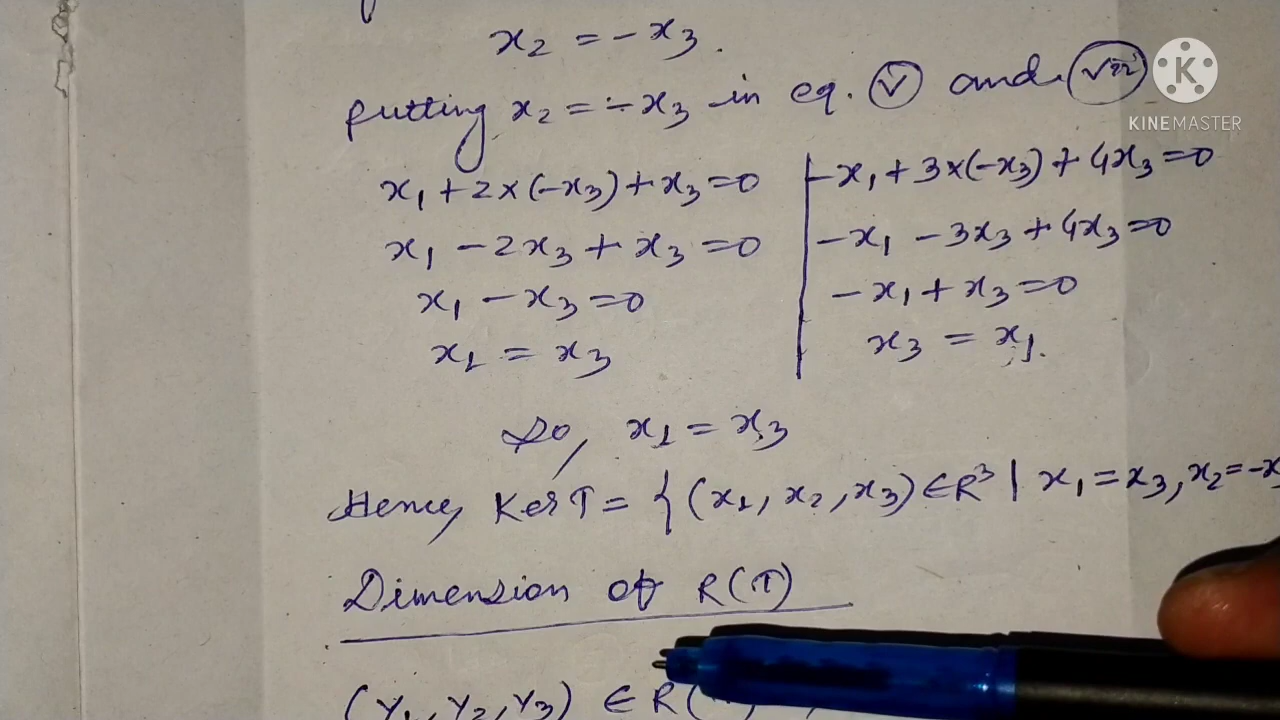 x₂ = -x₃.
putting x₂ = -x₃ in eq. (V) and (VII)
KINEMASTER
x₁ + 2×(-x₃) + x₃ = 0
x₁ - 2x₃ + x₃ = 0
x₁ - x₃ = 0
x₁ = x₃
-x₁ + 3×(-x₃) + 4x₃ = 0
-x₁ - 3x₃ + 4x₃ = 0
-x₁ + x₃ = 0
x₃ = x₁.
So, x₁ = x₃
Hence, Ker T = { (x₁, x₂, x₃) ∈ R³ | x₁ = x₃, x₂ = -x
Dimension of R(T)
(Y₁, Y₂, Y₃) ∈ R(